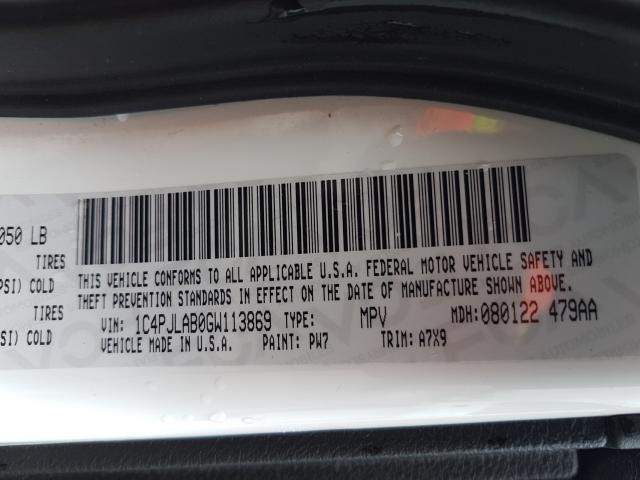 050 LB
TIRES
PSI) COLD
TIRES
SI) COLD
THIS VEHICLE CONFORMS TO ALL APPLICABLE U.S.A. FEDERAL MOTOR VEHICLE SAFETY AND
THEFT PREVENTION STANDARDS IN EFFECT ON THE DATE OF MANUFACTURE SHOWN ABOVE.
VIN: 1C4PJLAB0GW113869 TYPE: MPV MDH: 080122 479AA
VEHICLE MADE IN U.S.A. PAINT: PW7 TRIM: A7X9